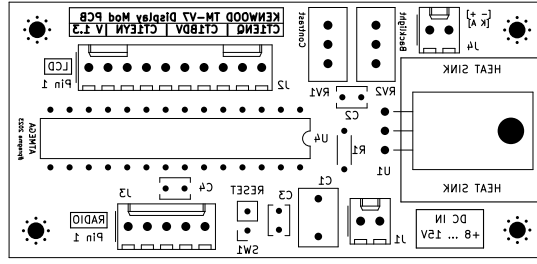 KENWOOD TM-V7 Display Mod PCB
CT1ENQ | CT1BDV | CT1EYN | V 1.3
[- +]
[K A]
J4
Backlight
Contrast
LCD
Pin 1
J2
RV1
RV2
HEAT SINK
C2
ATMEGA
U4
R1
U1
J3
C4
RESET
C3
C1
HEAT SINK
RADIO
Pin 1
SW1
J1
DC IN
+8 ... 15V